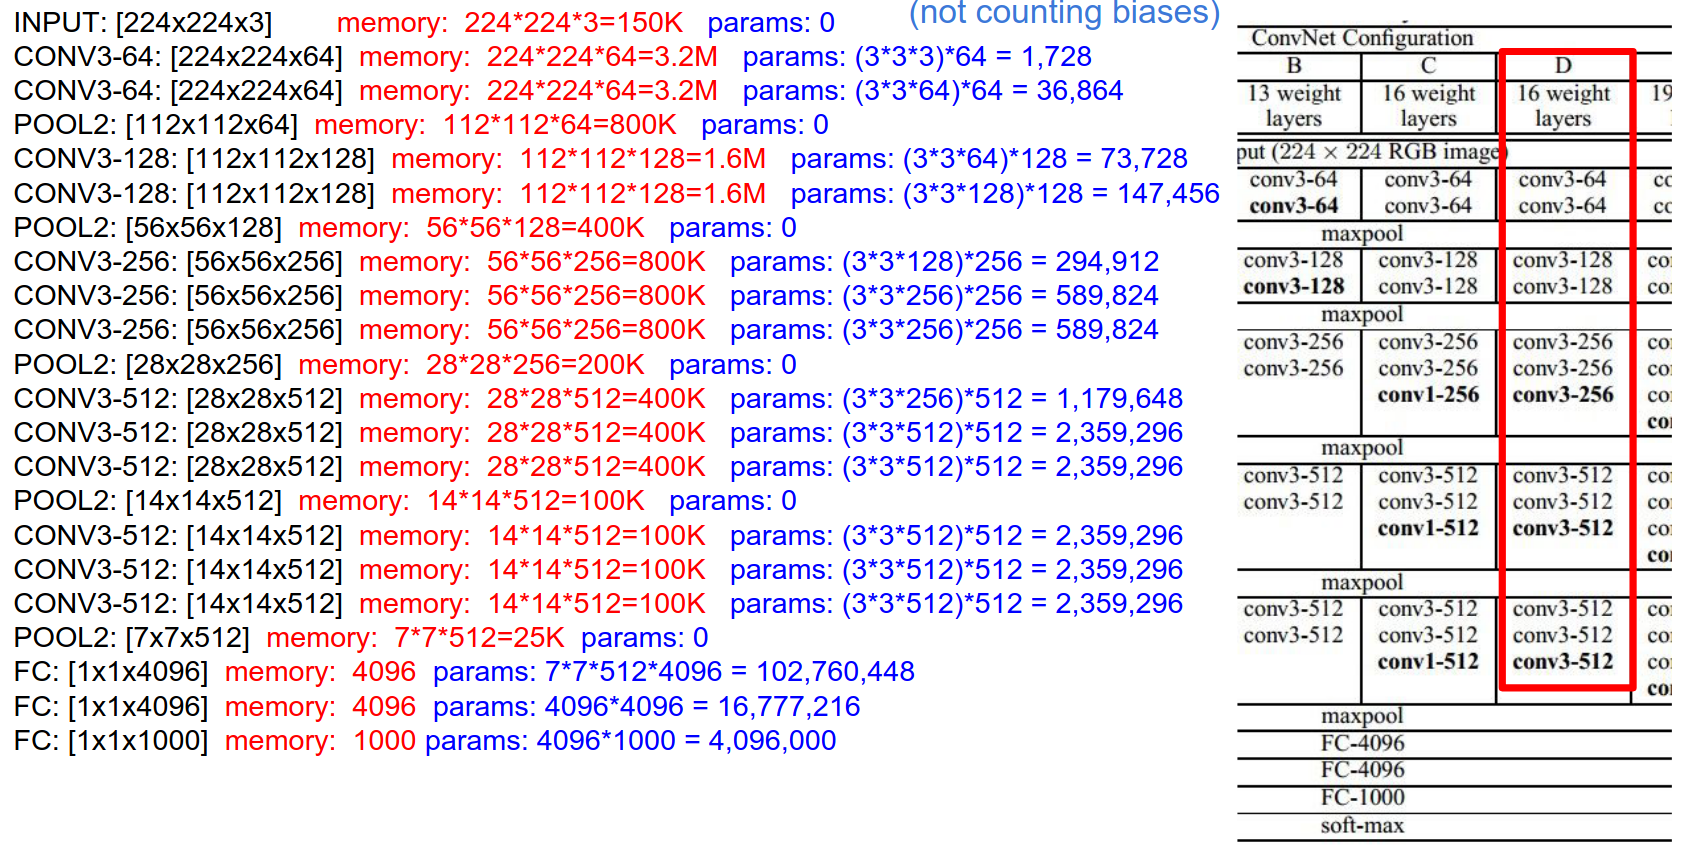 (not counting biases)
INPUT: [224x224x3] memory: 224*224*3=150K params: 0
CONV3-64: [224x224x64] memory: 224*224*64=3.2M params: (3*3*3)*64 = 1,728
CONV3-64: [224x224x64] memory: 224*224*64=3.2M params: (3*3*64)*64 = 36,864
POOL2: [112x112x64] memory: 112*112*64=800K params: 0
CONV3-128: [112x112x128] memory: 112*112*128=1.6M params: (3*3*64)*128 = 73,728
CONV3-128: [112x112x128] memory: 112*112*128=1.6M params: (3*3*128)*128 = 147,456
POOL2: [56x56x128] memory: 56*56*128=400K params: 0
CONV3-256: [56x56x256] memory: 56*56*256=800K params: (3*3*128)*256 = 294,912
CONV3-256: [56x56x256] memory: 56*56*256=800K params: (3*3*256)*256 = 589,824
CONV3-256: [56x56x256] memory: 56*56*256=800K params: (3*3*256)*256 = 589,824
POOL2: [28x28x256] memory: 28*28*256=200K params: 0
CONV3-512: [28x28x512] memory: 28*28*512=400K params: (3*3*256)*512 = 1,179,648
CONV3-512: [28x28x512] memory: 28*28*512=400K params: (3*3*512)*512 = 2,359,296
CONV3-512: [28x28x512] memory: 28*28*512=400K params: (3*3*512)*512 = 2,359,296
POOL2: [14x14x512] memory: 14*14*512=100K params: 0
CONV3-512: [14x14x512] memory: 14*14*512=100K params: (3*3*512)*512 = 2,359,296
CONV3-512: [14x14x512] memory: 14*14*512=100K params: (3*3*512)*512 = 2,359,296
CONV3-512: [14x14x512] memory: 14*14*512=100K params: (3*3*512)*512 = 2,359,296
POOL2: [7x7x512] memory: 7*7*512=25K params: 0
FC: [1x1x4096] memory: 4096 params: 7*7*512*4096 = 102,760,448
FC: [1x1x4096] memory: 4096 params: 4096*4096 = 16,777,216
FC: [1x1x1000] memory: 1000 params: 4096*1000 = 4,096,000
ConvNet Configuration
B C D
13 weight 16 weight 16 weight 19
layers layers layers
put (224 × 224 RGB image)
conv3-64 conv3-64 conv3-64 co
conv3-64 conv3-64 conv3-64 co
maxpool
conv3-128 conv3-128 conv3-128 co
conv3-128 conv3-128 conv3-128 co
maxpool
conv3-256 conv3-256 conv3-256 co
conv3-256 conv3-256 conv3-256 co
conv1-256 conv3-256 co
co
maxpool
conv3-512 conv3-512 conv3-512 co
conv3-512 conv3-512 conv3-512 co
conv1-512 conv3-512 co
co
maxpool
conv3-512 conv3-512 conv3-512 co
conv3-512 conv3-512 conv3-512 co
conv1-512 conv3-512 co
co
maxpool
FC-4096
FC-4096
FC-1000
soft-max